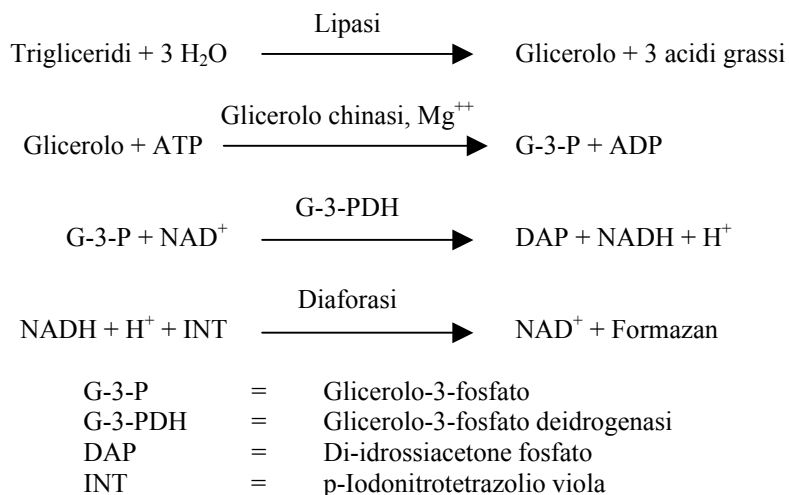 Lipasi
Trigliceridi + 3 H₂O Glicerolo + 3 acidi grassi
Glicerolo chinasi, Mg⁺⁺
Glicerolo + ATP G-3-P + ADP
G-3-PDH
G-3-P + NAD⁺ DAP + NADH + H⁺
Diaforasi
NADH + H⁺ + INT NAD⁺ + Formazan
G-3-P = Glicerolo-3-fosfato
G-3-PDH = Glicerolo-3-fosfato deidrogenasi
DAP = Di-idrossiacetone fosfato
INT = p-Iodonitrotetrazolio viola